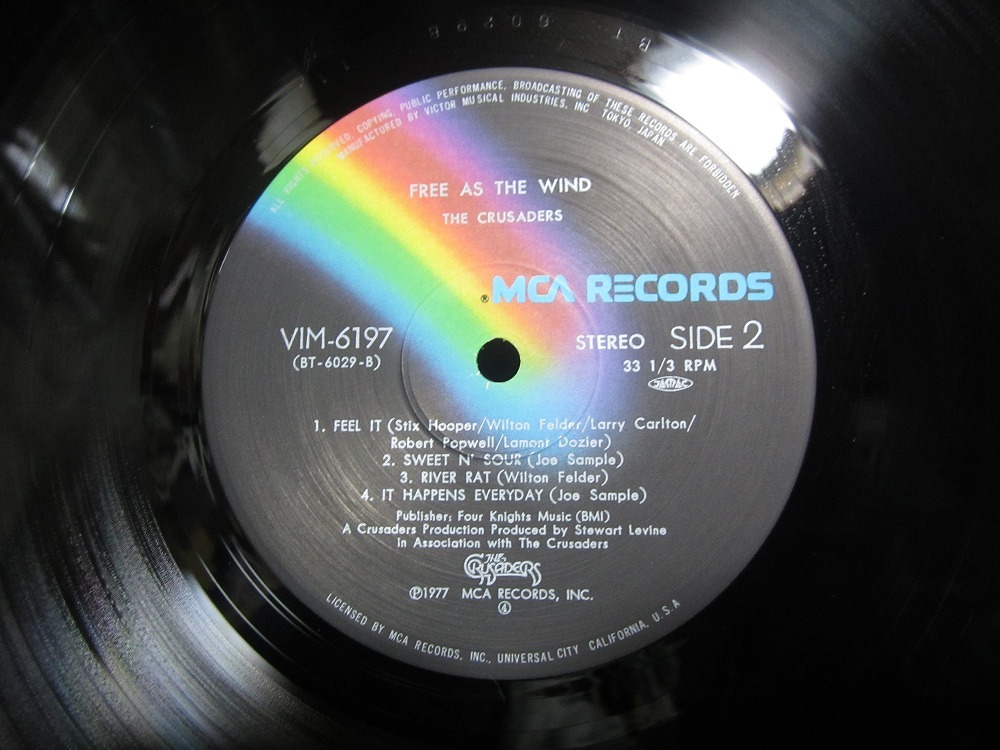 ALL RIGHTS RESERVED. COPYING, PUBLIC PERFORMANCE, BROADCASTING OF THESE RECORDS ARE FORBIDDEN
MANUFACTURED BY VICTOR MUSICAL INDUSTRIES, INC TOKYO, JAPAN
FREE AS THE WIND
THE CRUSADERS
® MCA RECORDS
VIM-6197
(BT-6029-B)
STEREO SIDE 2
33 1/3 RPM
JASRAC
1. FEEL IT (Stix Hooper/Wilton Felder/Larry Carlton/
Robert Popwell/Lamont Dozier)
2. SWEET N' SOUR (Joe Sample)
3. RIVER RAT (Wilton Felder)
4. IT HAPPENS EVERYDAY (Joe Sample)
Publisher: Four Knights Music (BMI)
A Crusaders Production Produced by Stewart Levine
in Association with The Crusaders
THE CRUSADERS
℗1977 MCA RECORDS, INC.
④
LICENSED BY MCA RECORDS, INC., UNIVERSAL CITY CALIFORNIA, U.S.A